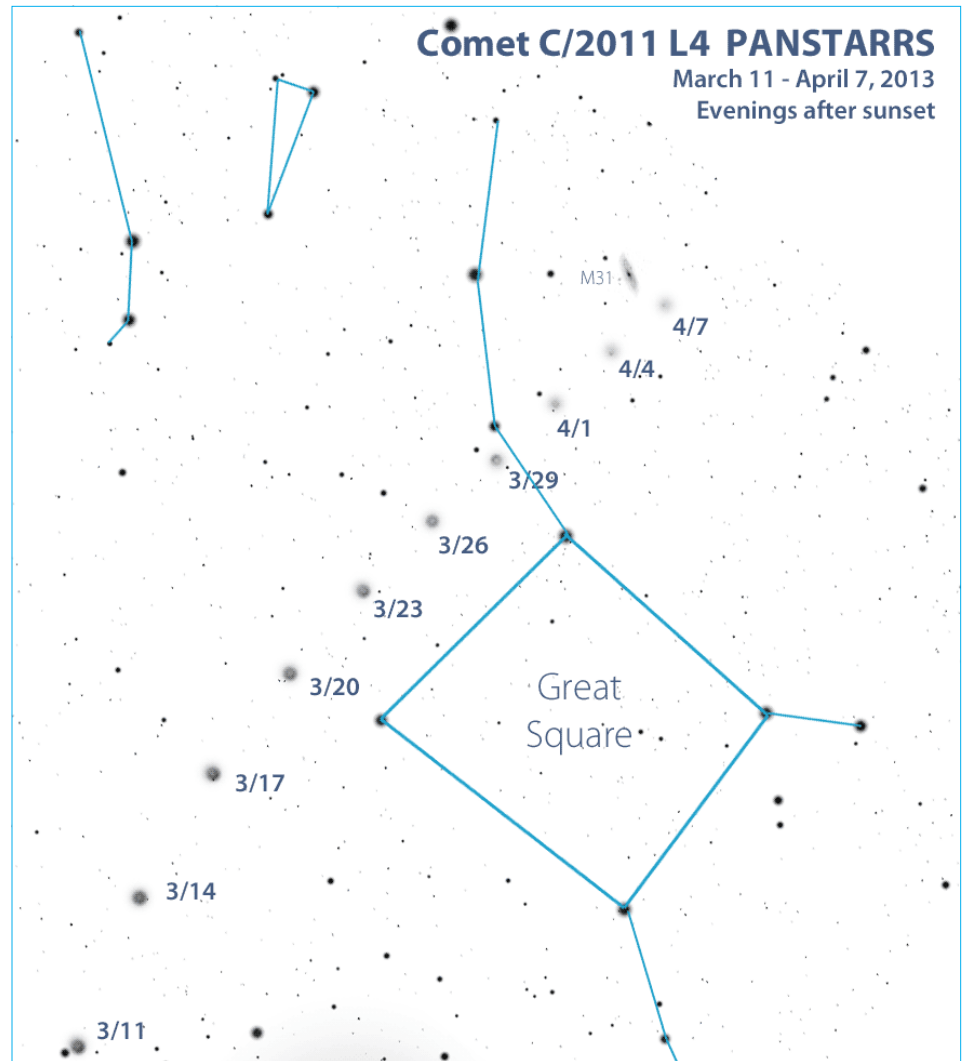 Comet C/2011 L4 PANSTARRS
March 11 - April 7, 2013
Evenings after sunset
M31
4/7
4/4
4/1
3/29
3/26
3/23
3/20
Great
Square
3/17
3/14
3/11